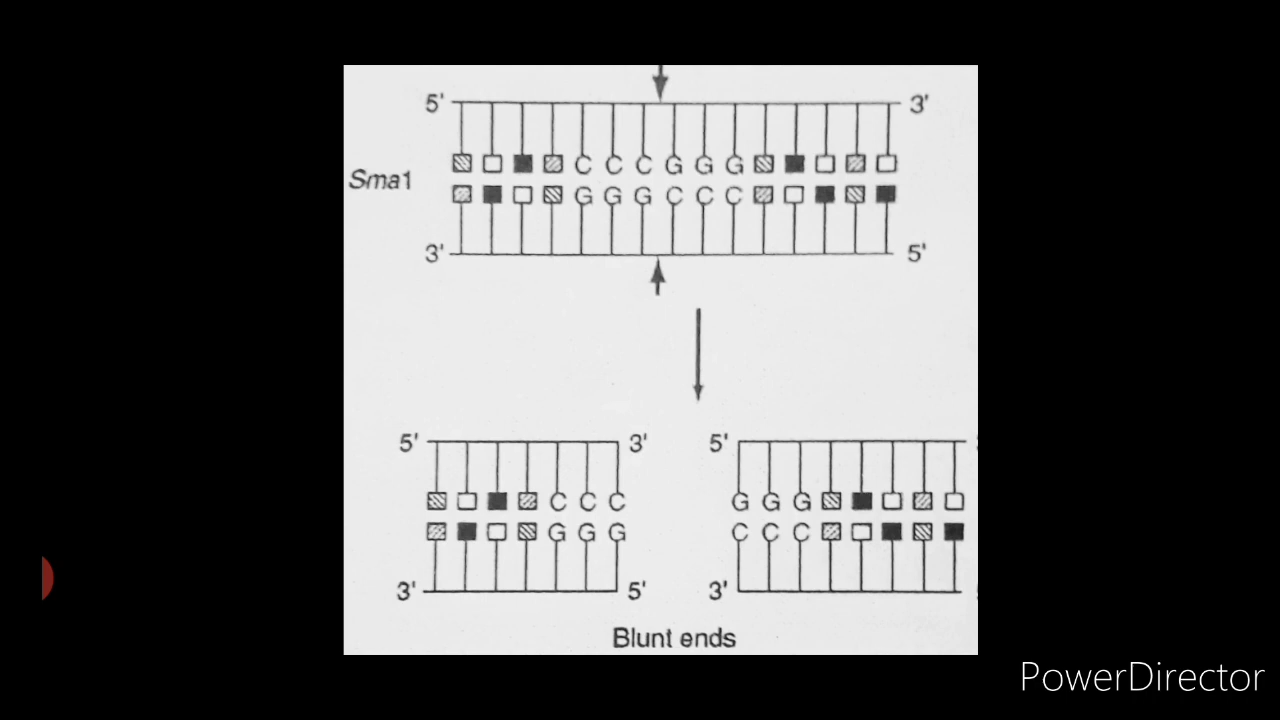 5' 3'
C C C G G G
Sma1
G G G C C C
3' 5'
5' 3' 5'
C C C G G G
G G G C C C
3' 5' 3'
Blunt ends
PowerDirector